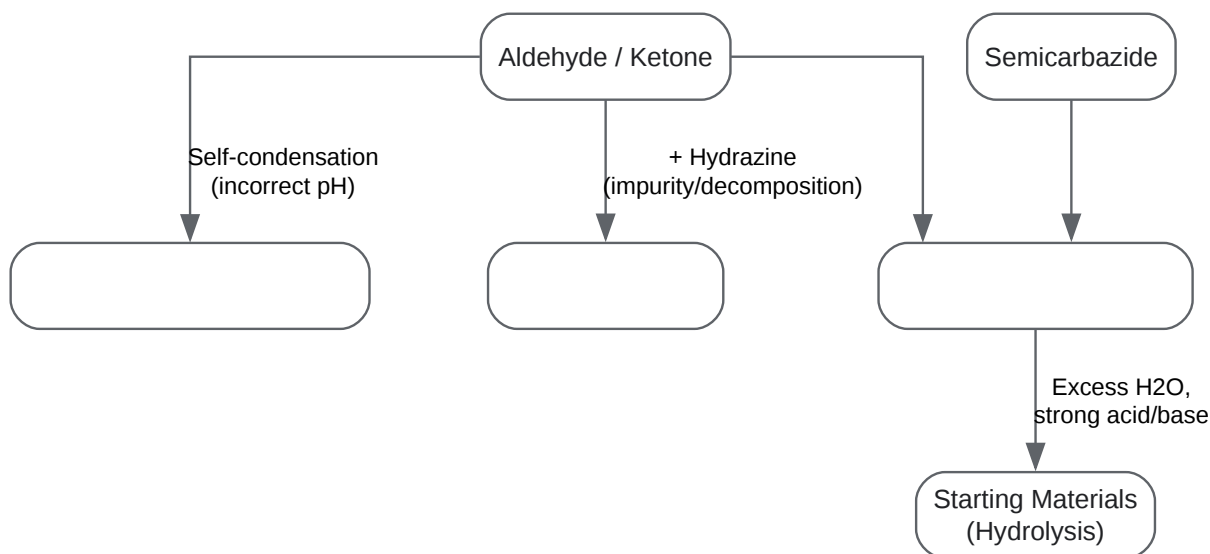 Aldehyde / Ketone
Semicarbazide
Self-condensation
(incorrect pH)
+ Hydrazine
(impurity/decomposition)
Excess H2O,
strong acid/base
Starting Materials
(Hydrolysis)